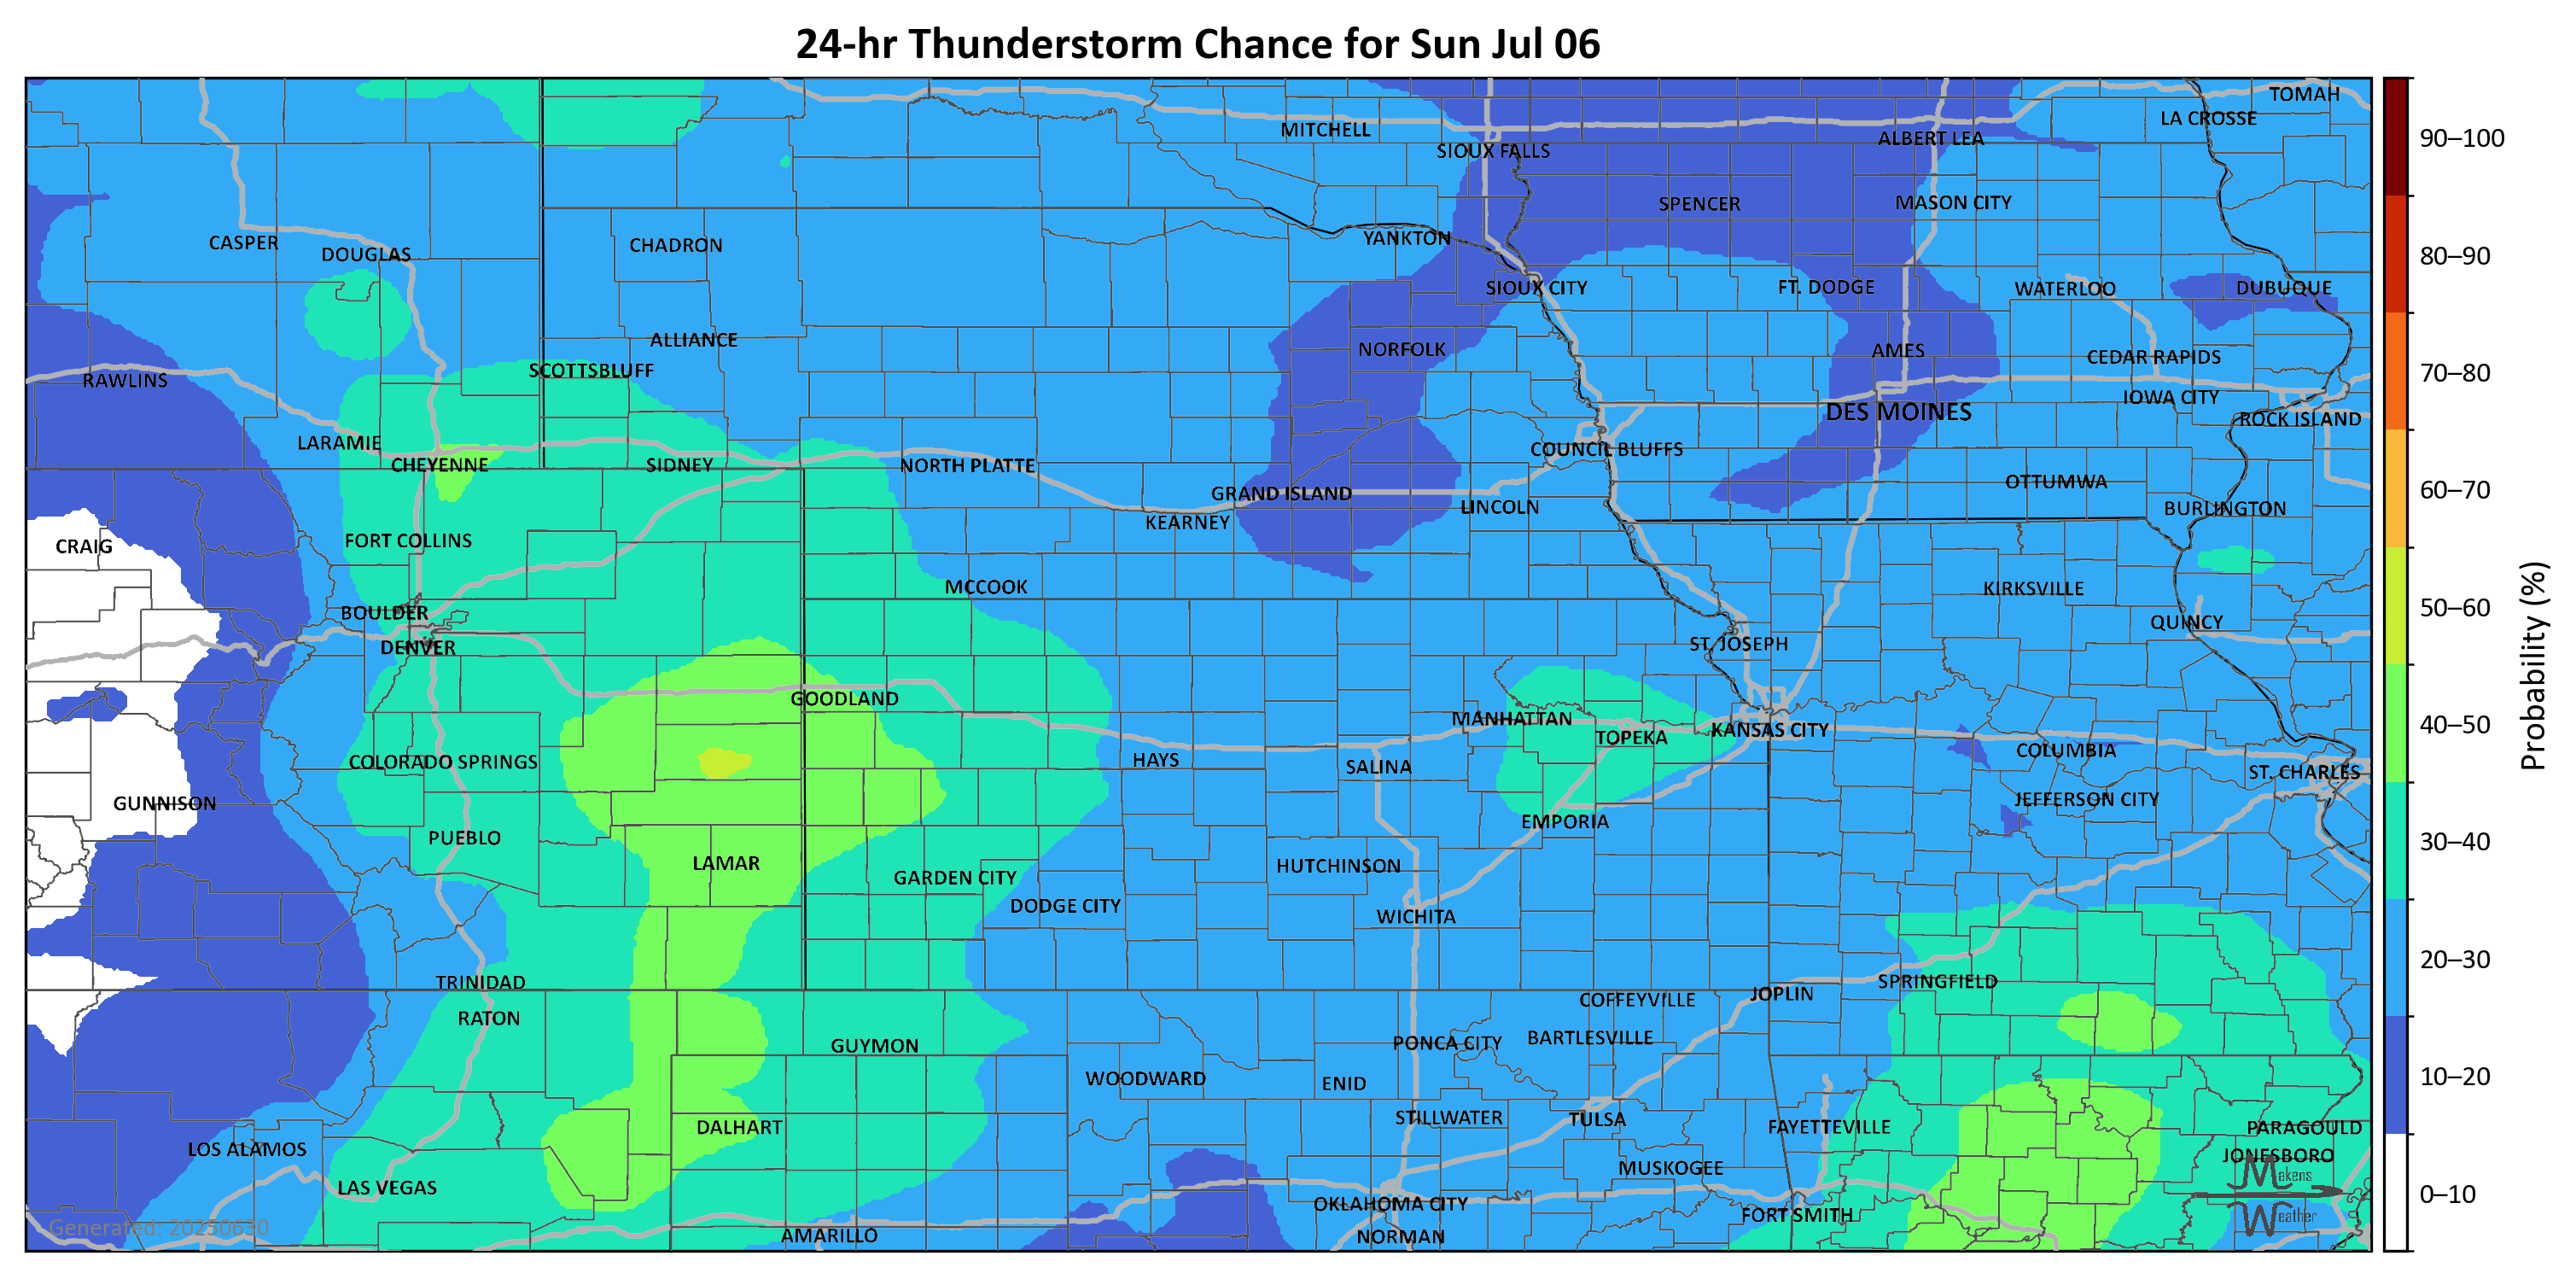 24-hr Thunderstorm Chance for Sun Jul 06
TOMAH
LA CROSSE
MITCHELL
ALBERT LEA
SIOUX FALLS
SPENCER
MASON CITY
CASPER
DOUGLAS
CHADRON
YANKTON
SIOUX CITY
FT. DODGE
WATERLOO
DUBUQUE
ALLIANCE
NORFOLK
AMES
CEDAR RAPIDS
RAWLINS
SCOTTSBLUFF
IOWA CITY
DES MOINES
ROCK ISLAND
LARAMIE
COUNCIL BLUFFS
CHEYENNE
SIDNEY
NORTH PLATTE
OTTUMWA
GRAND ISLAND
LINCOLN
BURLINGTON
KEARNEY
CRAIG
FORT COLLINS
MCCOOK
KIRKSVILLE
BOULDER
QUINCY
DENVER
ST. JOSEPH
GOODLAND
MANHATTAN
TOPEKA
KANSAS CITY
COLUMBIA
COLORADO SPRINGS
HAYS
SALINA
ST. CHARLES
GUNNISON
JEFFERSON CITY
EMPORIA
PUEBLO
LAMAR
HUTCHINSON
GARDEN CITY
DODGE CITY
WICHITA
TRINIDAD
SPRINGFIELD
JOPLIN
COFFEYVILLE
RATON
BARTLESVILLE
GUYMON
PONCA CITY
WOODWARD
ENID
STILLWATER
TULSA
DALHART
FAYETTEVILLE
PARAGOULD
LOS ALAMOS
JONESBORO
MUSKOGEE
LAS VEGAS
OKLAHOMA CITY
FORT SMITH
AMARILLO
NORMAN
Generated: 20250630
Makens
Weather
90–100
80–90
70–80
60–70
50–60
40–50
30–40
20–30
10–20
0–10
Probability (%)